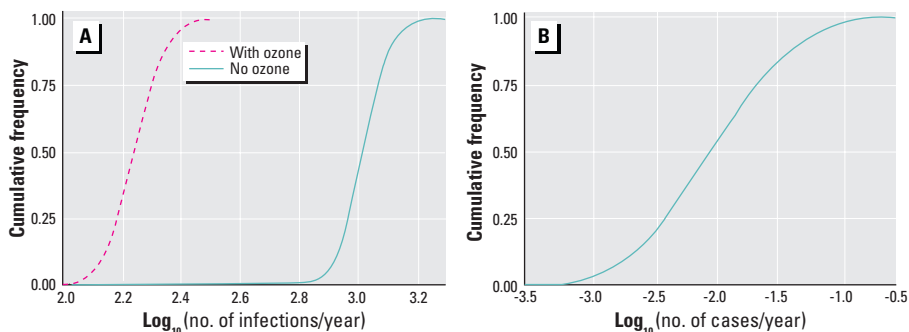 A
With ozone
No ozone
Cumulative frequency
1.00
0.75
0.50
0.25
0.00
2.0 2.2 2.4 2.6 2.8 3.0 3.2
Log10 (no. of infections/year)
B
Cumulative frequency
1.00
0.75
0.50
0.25
0.00
-3.5 -3.0 -2.5 -2.0 -1.5 -1.0 -0.5
Log10 (no. of cases/year)